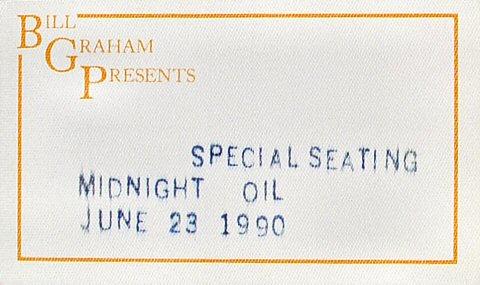 BILL
GRAHAM
PRESENTS
SPECIAL SEATING
MIDNIGHT OIL
JUNE 23 1990